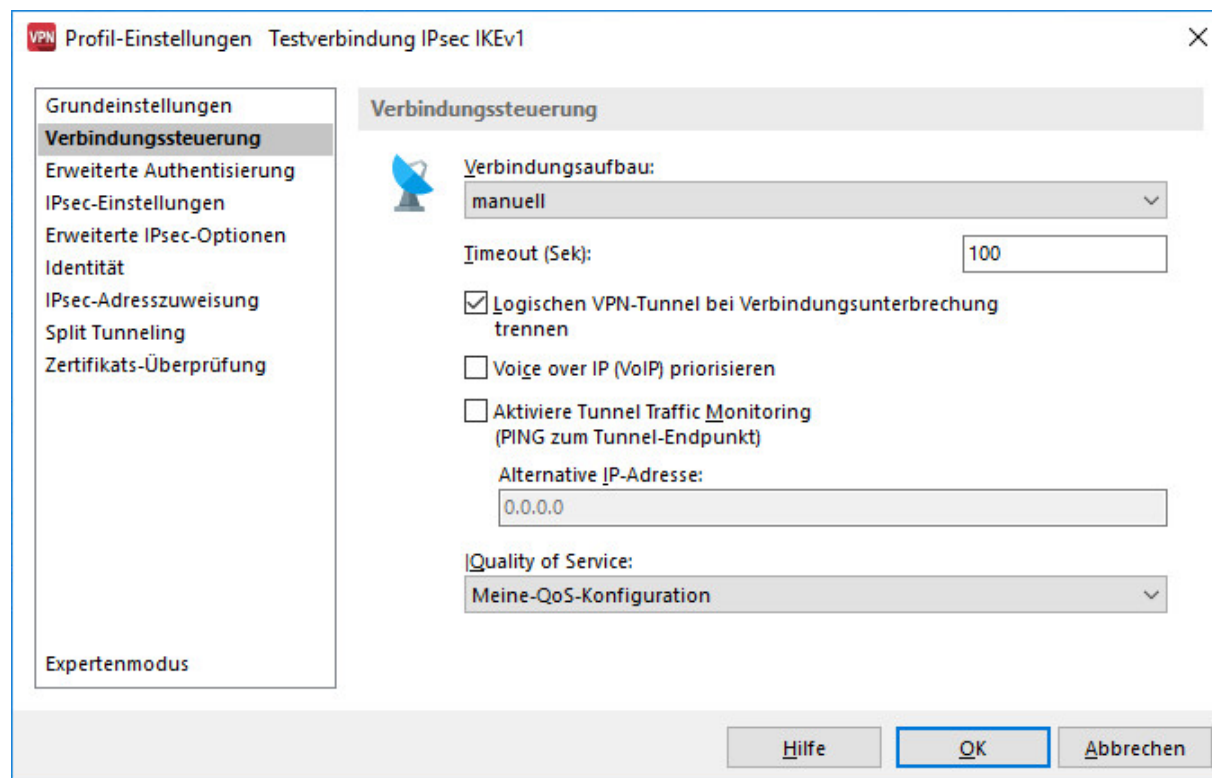 VPN Profil-Einstellungen Testverbindung IPsec IKEv1
Grundeinstellungen
Verbindungssteuerung
Erweiterte Authentisierung
IPsec-Einstellungen
Erweiterte IPsec-Optionen
Identität
IPsec-Adresszuweisung
Split Tunneling
Zertifikats-Überprüfung
Expertenmodus
Verbindungssteuerung
Verbindungsaufbau:
manuell
Timeout (Sek):
100
Logischen VPN-Tunnel bei Verbindungsunterbrechung
trennen
Voice over IP (VoIP) priorisieren
Aktiviere Tunnel Traffic Monitoring
(PING zum Tunnel-Endpunkt)
Alternative IP-Adresse:
0.0.0.0
|Quality of Service:
Meine-QoS-Konfiguration
Hilfe
OK
Abbrechen